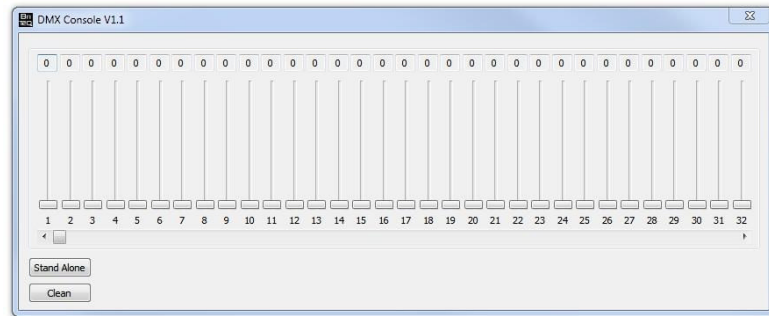 BRI TEQ DMX Console V1.1
0 0 0 0 0 0 0 0 0 0 0 0 0 0 0 0 0 0 0 0 0 0 0 0 0 0 0 0 0 0 0 0
1 2 3 4 5 6 7 8 9 10 11 12 13 14 15 16 17 18 19 20 21 22 23 24 25 26 27 28 29 30 31 32
Stand Alone
Clean